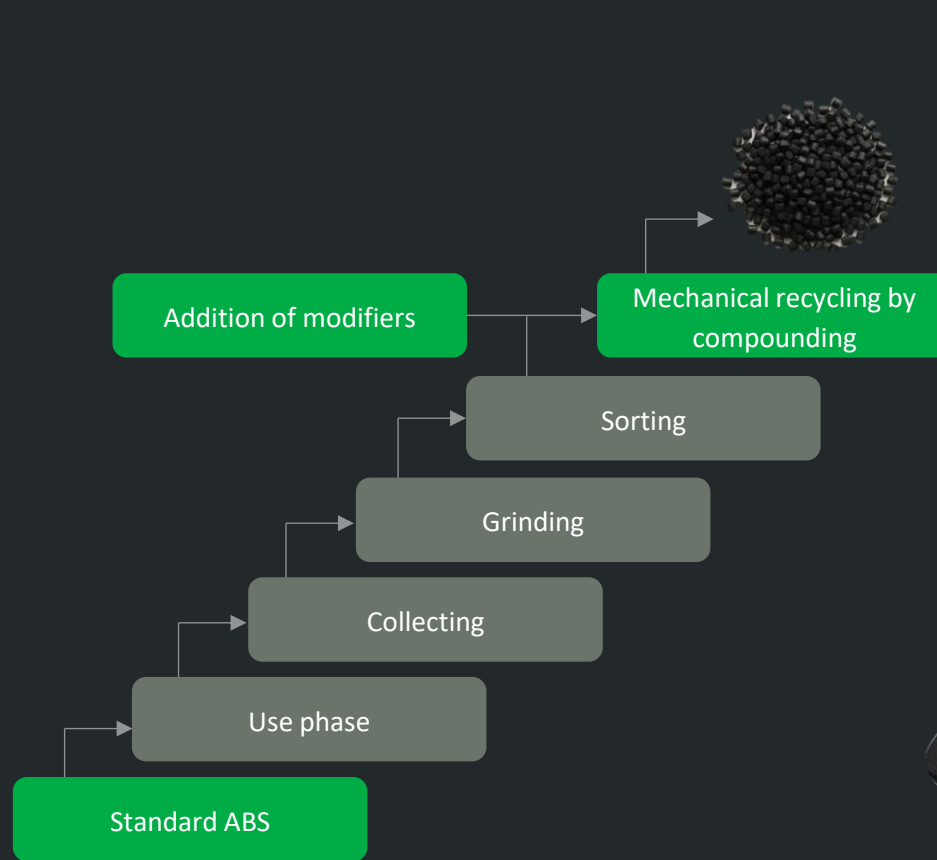 Mechanical recycling by
compounding
Addition of modifiers
Sorting
Grinding
Collecting
Use phase
Standard ABS